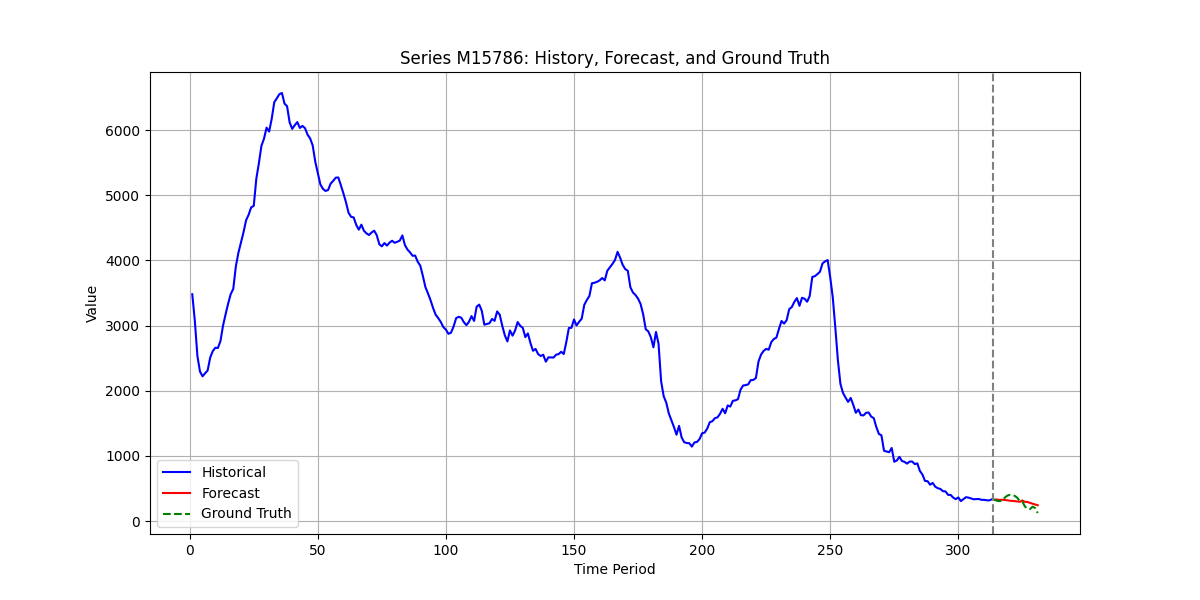 Series M15786: History, Forecast, and Ground Truth
Value
6000
5000
4000
3000
2000
1000
0
Historical
Forecast
Ground Truth
0 50 100 150 200 250 300
Time Period